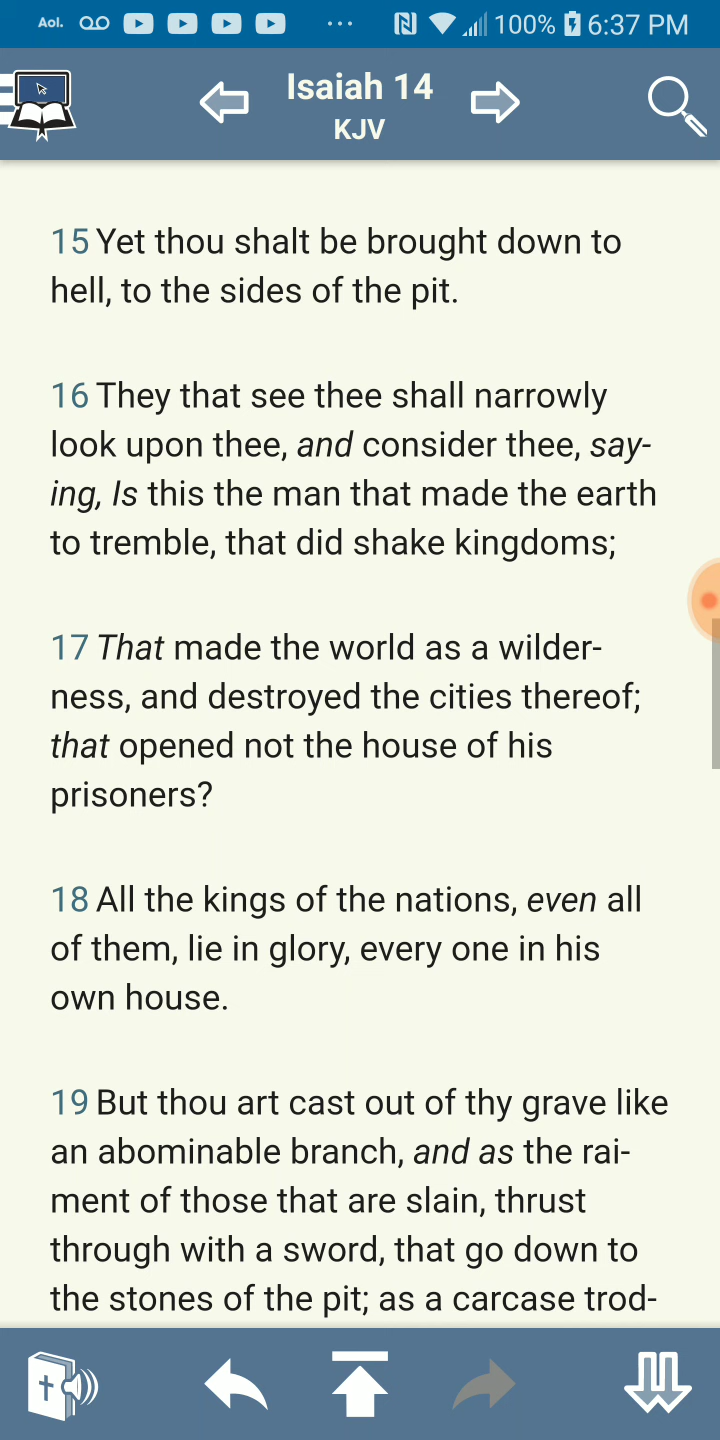 Aol. ... 100% 6:37 PM
Isaiah 14
KJV
15 Yet thou shalt be brought down to
hell, to the sides of the pit.
16 They that see thee shall narrowly
look upon thee, and consider thee, say-
ing, Is this the man that made the earth
to tremble, that did shake kingdoms;
17 That made the world as a wilder-
ness, and destroyed the cities thereof;
that opened not the house of his
prisoners?
18 All the kings of the nations, even all
of them, lie in glory, every one in his
own house.
19 But thou art cast out of thy grave like
an abominable branch, and as the rai-
ment of those that are slain, thrust
through with a sword, that go down to
the stones of the pit; as a carcase trod-